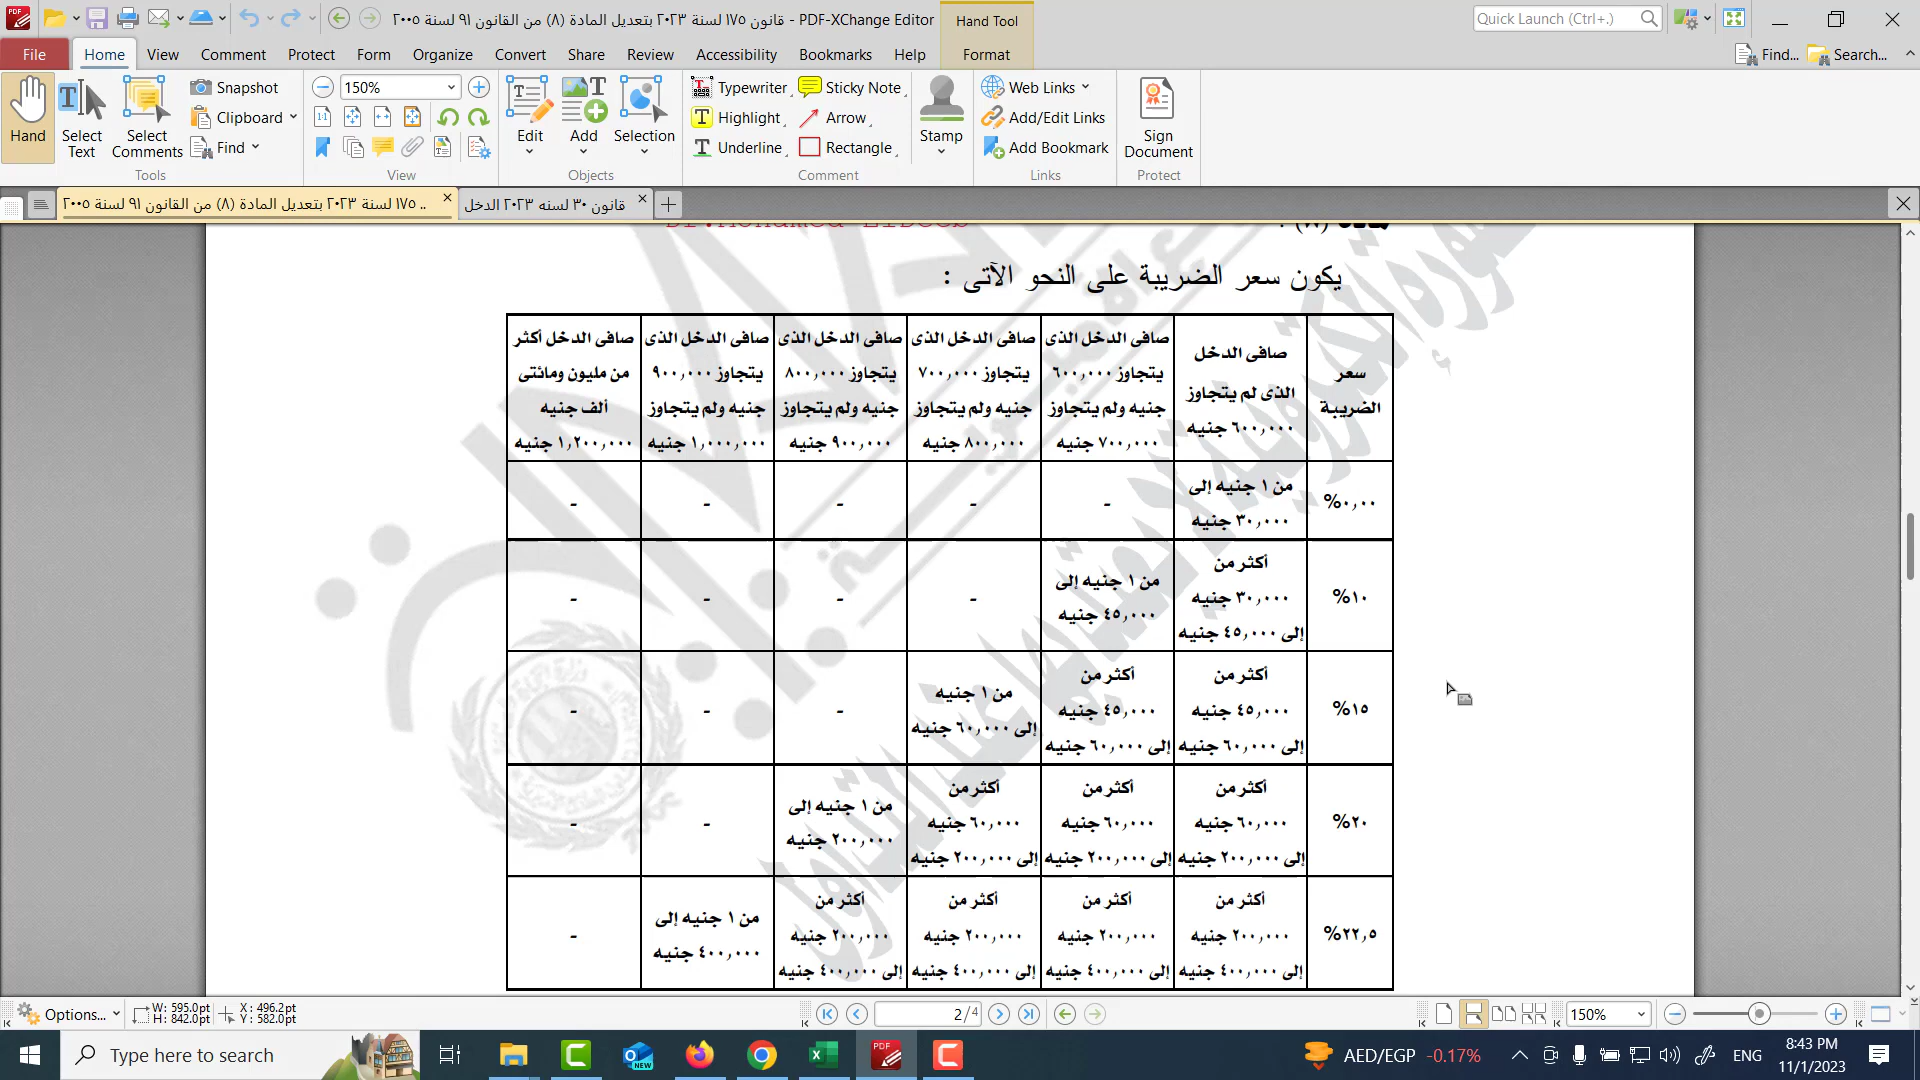 قانون ١٧٥ لسنة ٢٠٢٣ بتعديل المادة (٨) من القانون ٩١ لسنة ٢٠٠٥ - PDF-XChange Editor
Hand Tool
Quick Launch (Ctrl+.)
File Home View Comment Protect Form Organize Convert Share Review Accessibility Bookmarks Help Format
Find... Search...
Hand
Select Text
Select Comments
Snapshot
Clipboard
Find
Tools
150%
View
Edit
Add
Selection
Objects
Typewriter
Sticky Note
Highlight
Arrow
Underline
Rectangle
Comment
Stamp
Web Links
Add/Edit Links
Add Bookmark
Links
Sign Document
Protect
.. ١٧٥ لسنة ٢٠٢٣ بتعديل المادة (٨) من القانون ٩١ لسنة ٢٠٠٥
قانون ٣٠ لسنه ٢٠٢٣ الدخل
Dr.Mohamed ElDeeb
مادة (٨) :
يكون سعر الضريبة على النحو الآتى :
سعر الضريبة
صافى الدخل الذى لم يتجاوز ٦٠٠,٠٠٠ جنيه
صافى الدخل الذى يتجاوز ٦٠٠,٠٠٠ جنيه ولم يتجاوز ٧٠٠,٠٠٠ جنيه
صافى الدخل الذى يتجاوز ٧٠٠,٠٠٠ جنيه ولم يتجاوز ٨٠٠,٠٠٠ جنيه
صافى الدخل الذى يتجاوز ٨٠٠,٠٠٠ جنيه ولم يتجاوز ٩٠٠,٠٠٠ جنيه
صافى الدخل الذى يتجاوز ٩٠٠,٠٠٠ جنيه ولم يتجاوز ١,٠٠٠,٠٠٠ جنيه
صافى الدخل أكثر من مليون ومائتى ألف جنيه ١,٢٠٠,٠٠٠ جنيه
٠,٠٠%
من ١ جنيه إلى ٣٠,٠٠٠ جنيه
-
-
-
-
-
١٠%
أكثر من ٣٠,٠٠٠ جنيه إلى ٤٥,٠٠٠ جنيه
من ١ جنيه إلى ٤٥,٠٠٠ جنيه
-
-
-
-
١٥%
أكثر من ٤٥,٠٠٠ جنيه إلى ٦٠,٠٠٠ جنيه
أكثر من ٤٥,٠٠٠ جنيه إلى ٦٠,٠٠٠ جنيه
من ١ جنيه إلى ٦٠,٠٠٠ جنيه
-
-
-
٢٠%
أكثر من ٦٠,٠٠٠ جنيه إلى ٢٠٠,٠٠٠ جنيه
أكثر من ٦٠,٠٠٠ جنيه إلى ٢٠٠,٠٠٠ جنيه
أكثر من ٦٠,٠٠٠ جنيه إلى ٢٠٠,٠٠٠ جنيه
من ١ جنيه إلى ٢٠٠,٠٠٠ جنيه
-
-
٢٢,٥%
أكثر من ٢٠٠,٠٠٠ جنيه إلى ٤٠٠,٠٠٠ جنيه
أكثر من ٢٠٠,٠٠٠ جنيه إلى ٤٠٠,٠٠٠ جنيه
أكثر من ٢٠٠,٠٠٠ جنيه إلى ٤٠٠,٠٠٠ جنيه
أكثر من ٢٠٠,٠٠٠ جنيه إلى ٤٠٠,٠٠٠ جنيه
من ١ جنيه إلى ٤٠٠,٠٠٠ جنيه
-
Options...
W: 595.0pt
H: 842.0pt
X : 496.2pt
Y : 582.0pt
2 / 4
150%
Type here to search
AED/EGP -0.17%
ENG
8:43 PM
11/1/2023